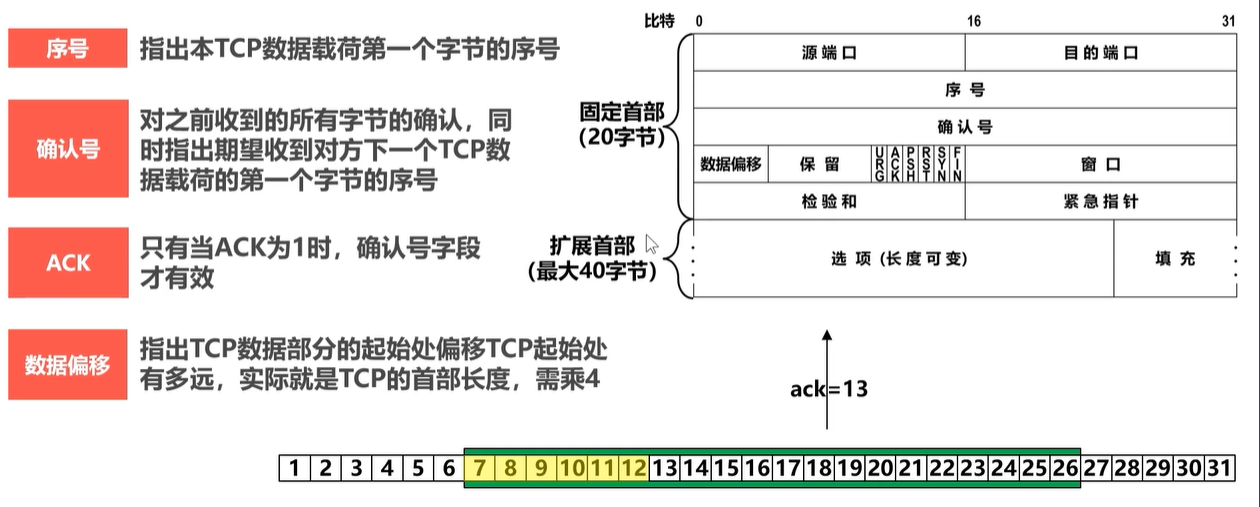 序号
指出本TCP数据载荷第一个字节的序号
确认号
对之前收到的所有字节的确认，同
时指出期望收到对方下一个TCP数
据载荷的第一个字节的序号
ACK
只有当ACK为1时，确认号字段
才有效
数据偏移
指出TCP数据部分的起始处偏移TCP起始处
有多远，实际就是TCP的首部长度，需乘4
比特 0 16 31
固定首部
（20字节）
源端口 目的端口
序号
确认号
数据偏移 保留 URG ACK PSH RST SYN FIN 窗口
检验和 紧急指针
扩展首部
（最大40字节）
选项（长度可变） 填充
ack=13
1 2 3 4 5 6 7 8 9 10 11 12 13 14 15 16 17 18 19 20 21 22 23 24 25 26 27 28 29 30 31